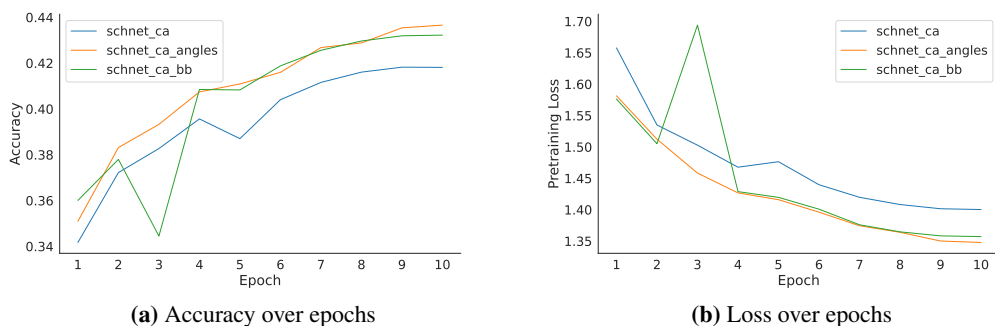 0.44
0.42
0.40
0.38
0.36
0.34
Accuracy
schnet_ca
schnet_ca_angles
schnet_ca_bb
1 2 3 4 5 6 7 8 9 10
Epoch
(a) Accuracy over epochs
1.70
1.65
1.60
1.55
1.50
1.45
1.40
1.35
Pretraining Loss
schnet_ca
schnet_ca_angles
schnet_ca_bb
1 2 3 4 5 6 7 8 9 10
Epoch
(b) Loss over epochs